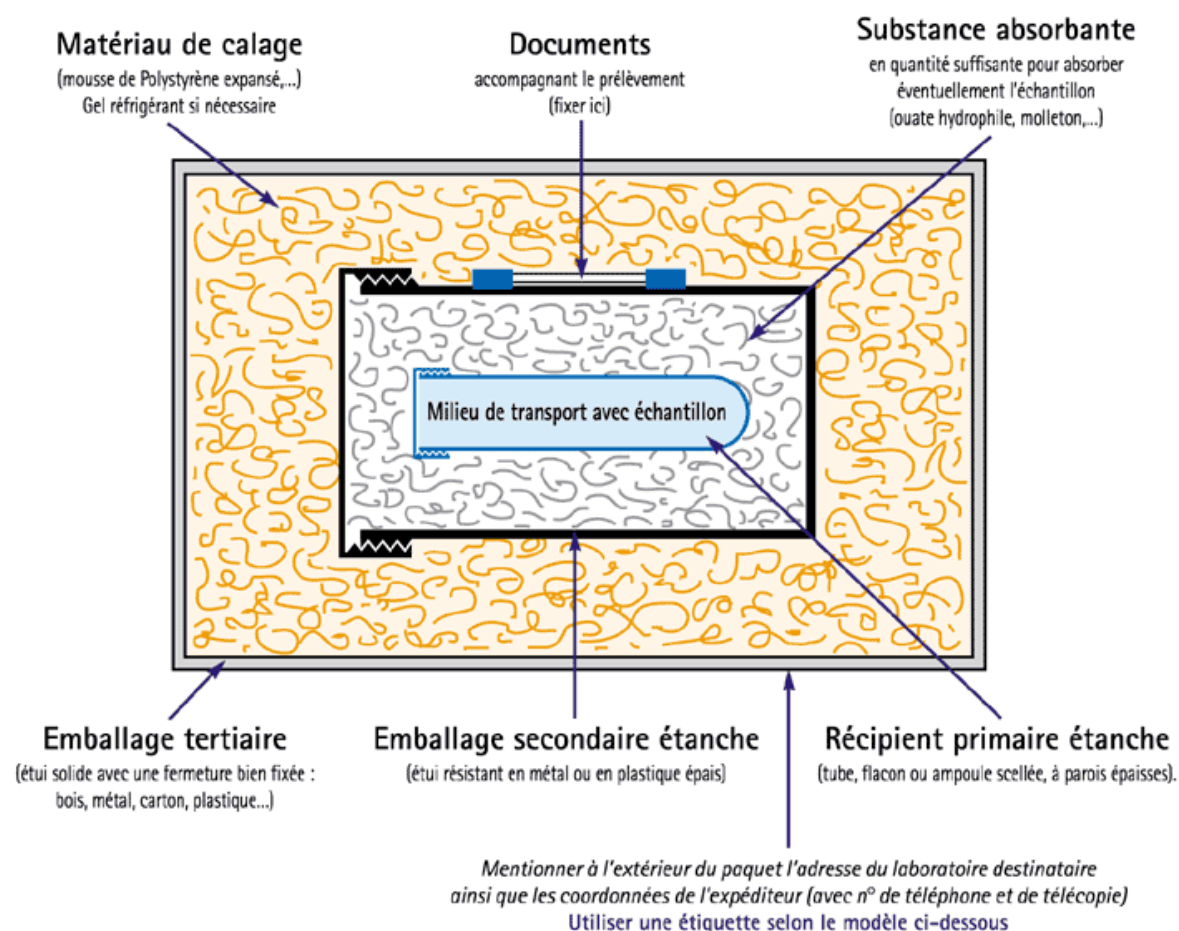 Matériau de calage
(mousse de Polystyrène expansé,...)
Gel réfrigérant si nécessaire
Documents
accompagnant le prélèvement
(fixer ici)
Substance absorbante
en quantité suffisante pour absorber
éventuellement l'échantillon
(ouate hydrophile, molleton,...)
Milieu de transport avec échantillon
Emballage tertiaire
(étui solide avec une fermeture bien fixée :
bois, métal, carton, plastique...)
Emballage secondaire étanche
(étui résistant en métal ou en plastique épais)
Récipient primaire étanche
(tube, flacon ou ampoule scellée, à parois épaisses).
Mentionner à l'extérieur du paquet l'adresse du laboratoire destinataire
ainsi que les coordonnées de l'expéditeur (avec n° de téléphone et de télécopie)
Utiliser une étiquette selon le modèle ci-dessous